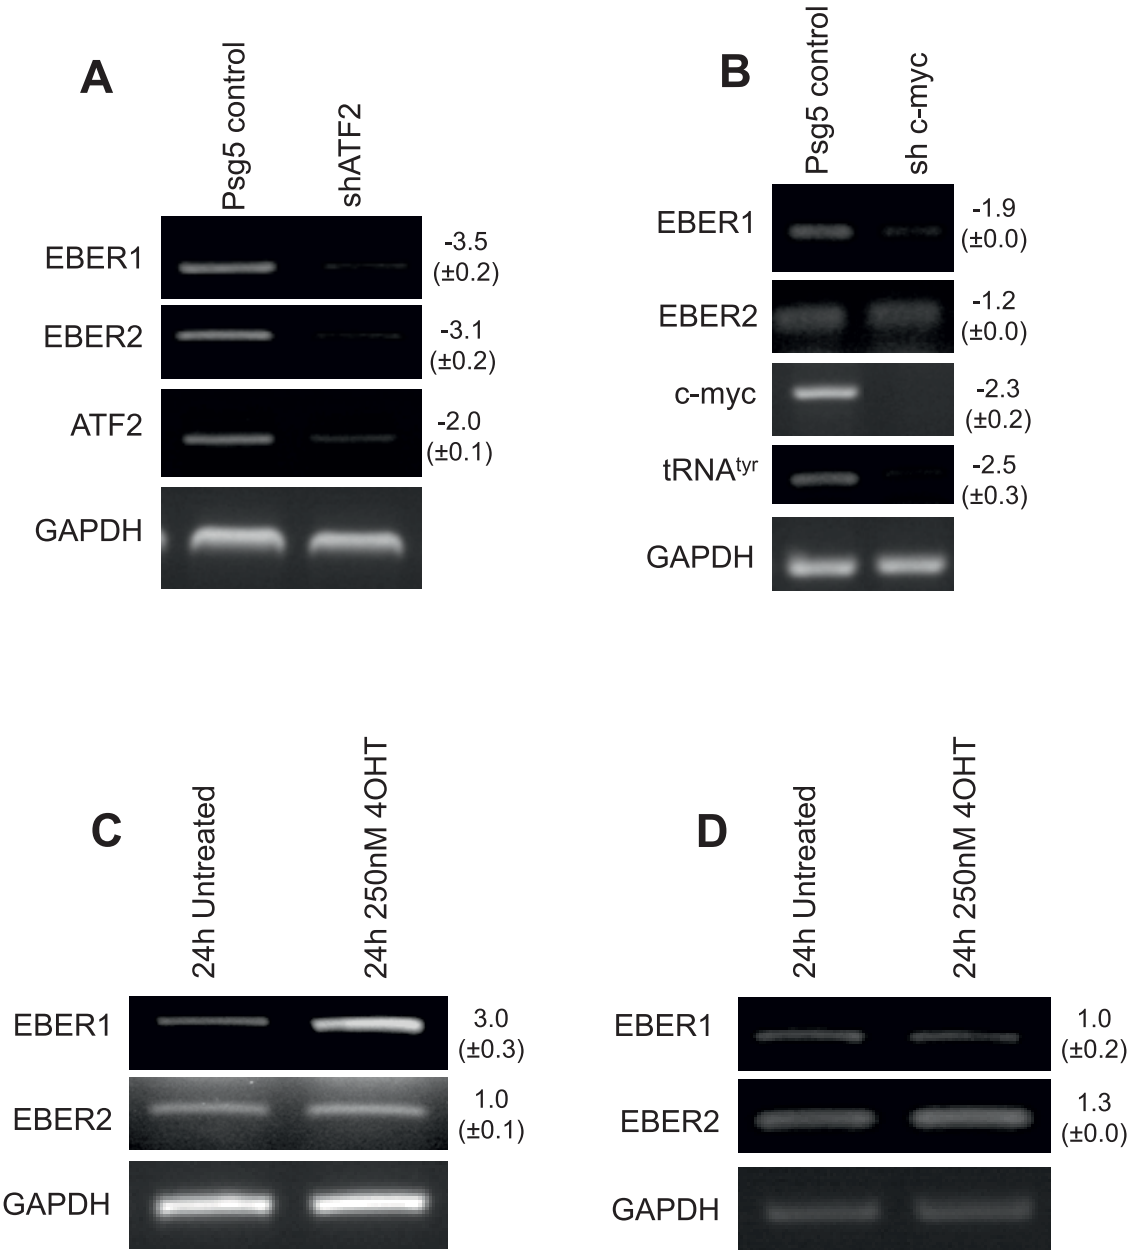 A
Psg5 control
shATF2
EBER1
-3.5
(±0.2)
EBER2
-3.1
(±0.2)
ATF2
-2.0
(±0.1)
GAPDH
B
Psg5 control
sh c-myc
EBER1
-1.9
(±0.0)
EBER2
-1.2
(±0.0)
c-myc
-2.3
(±0.2)
tRNAᵗʸʳ
-2.5
(±0.3)
GAPDH
C
24h Untreated
24h 250nM 4OHT
EBER1
3.0
(±0.3)
EBER2
1.0
(±0.1)
GAPDH
D
24h Untreated
24h 250nM 4OHT
EBER1
1.0
(±0.2)
EBER2
1.3
(±0.0)
GAPDH